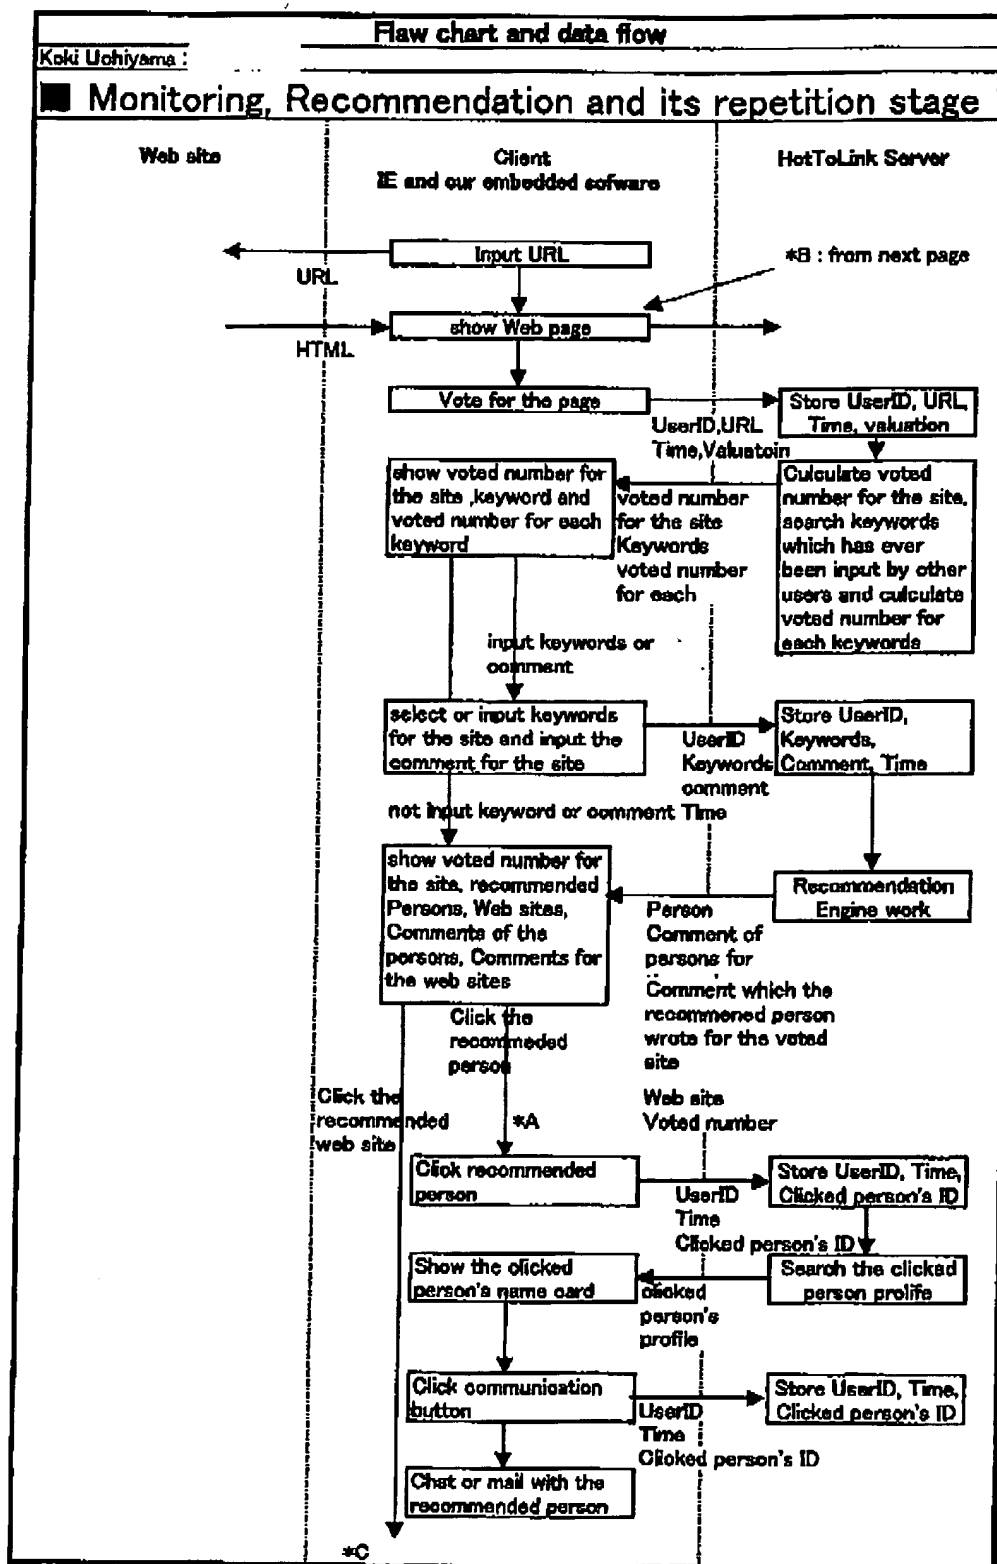 Flaw chart and data flow
Koki Uchiyama :
■ Monitoring, Recommendation and its repetition stage
Web site
Client
IE and our embedded sofware
HotToLink Server
Input URL
URL
*B : from next page
show Web page
HTML
Vote for the page
UserID,URL
Time,Valuatoin
Store UserID, URL,
Time, valuation
show voted number for
the site ,keyword and
voted number for each
keyword
voted number
for the site
Keywords
voted number
for each
Culculate voted
number for the site,
search keywords
which has ever
been input by other
users and culculate
voted number for
each keywords
input keywords or
comment
select or input keywords
for the site and input the
comment for the site
UserID
Keywords
comment
Time
Store UserID,
Keywords,
Comment, Time
not input keyword or comment
show voted number for
the site, recommended
Persons, Web sites,
Comments of the
persons, Comments for
the web sites
Recommendation
Engine work
Person
Comment of
persons for
Comment which the
recommened person
wrote for the voted
site
Web site
Voted number
Click the
recommeded
person
Click the
recommended
web site
*A
Click recommended
person
UserID
Time
Clicked person's ID
Store UserID, Time,
Clicked person's ID
Show the clicked
person's name card
clicked
person's
profile
Search the clicked
person prolife
Click communication
button
UserID
Time
Clicked person's ID
Store UserID, Time,
Clicked person's ID
Chat or mail with the
recommended person
*C